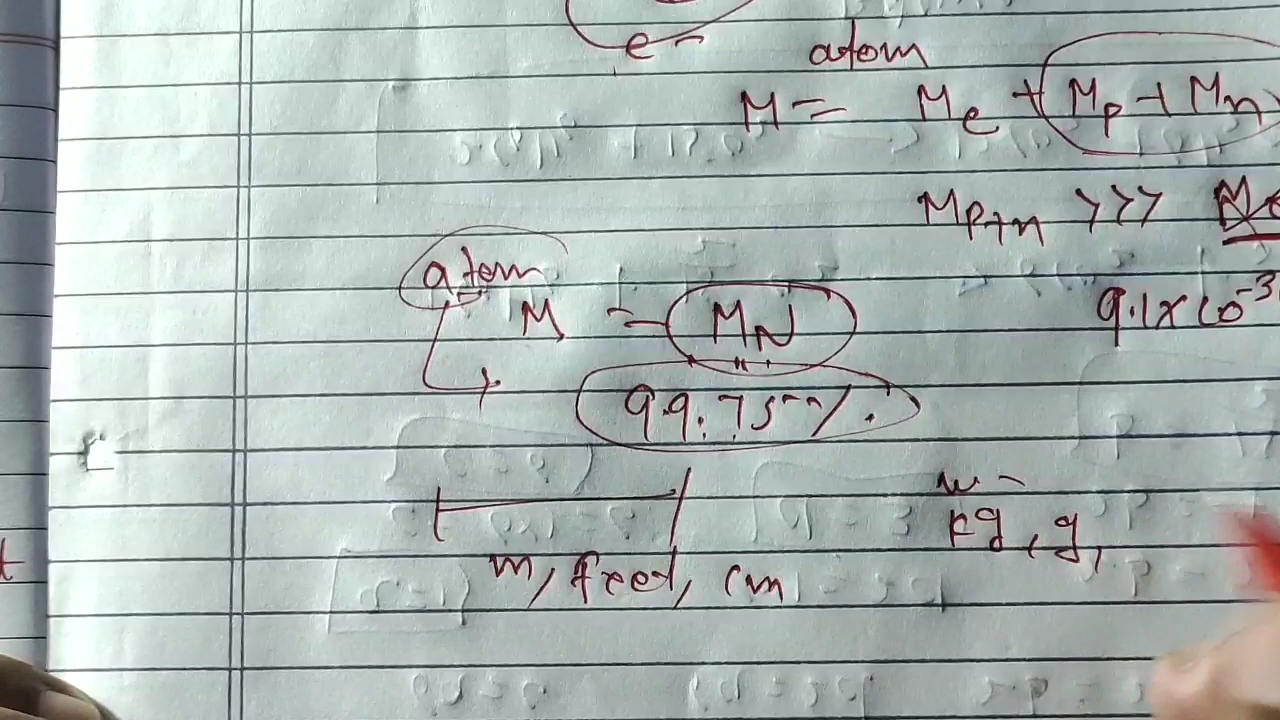 e⁻
atom
M = Me + Mp + Mn
Mp+n >>> Me
atom
M = MN
9.1x10⁻³
99.75%.
kg, g,
m, feet, cm
t